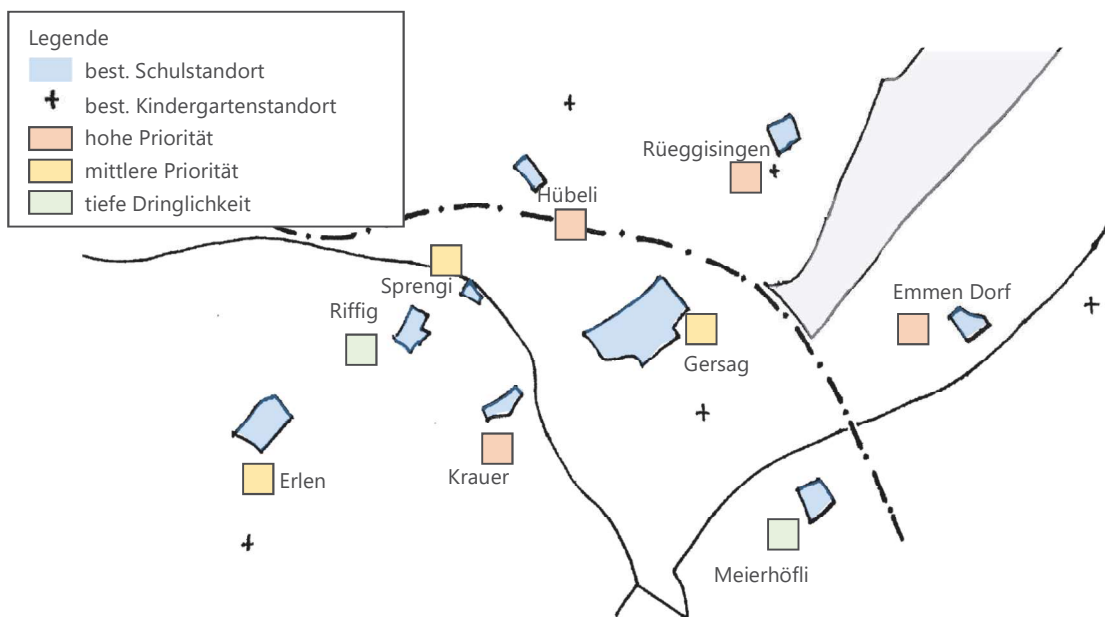 Legende
best. Schulstandort
best. Kindergartenstandort
hohe Priorität
mittlere Priorität
tiefe Dringlichkeit
Rüeggisingen
Hübeli
Sprengi
Emmen Dorf
Riffig
Gersag
Krauer
Erlen
Meierhöfli